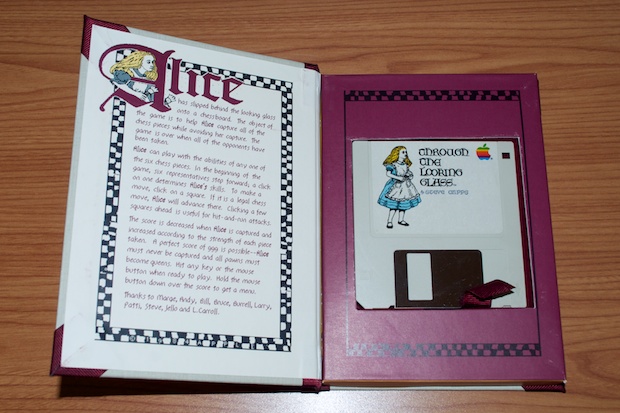 Alice
has slipped behind the looking glass
onto a chessboard. The object of
the game is to help Alice capture all of the
chess pieces while avoiding her capture. The
game is over when all of the opponents have
been taken.
Alice can play with the abilities of any one of
the six chess pieces. In the beginning of the
game, six representatives step forward; a click
on one determines Alice's skills. To make a
move, click on a square. If it is a legal chess
move, Alice will advance there. Clicking a few
squares ahead is useful for hit-and-run attacks.
The score is decreased when Alice is captured and
increased according to the strength of each piece
taken. A perfect score of 999 is possible—Alice
must never be captured and all pawns must
become queens. Hit any key or the mouse
button when ready to play. Hold the mouse
button down over the score to get a menu.
Thanks to Marge, Andy, Bill, Bruce, Burrell, Larry,
Patti, Steve, Jello and L. Carroll.
THROUGH
THE
LOOKING
GLASS™
by STEVE CAPPS